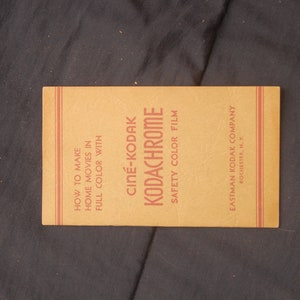 HOW TO MAKE
HOME MOVIES IN
FULL COLOR WITH
CINÉ-KODAK
KODACHROME
SAFETY COLOR FILM
EASTMAN KODAK COMPANY
ROCHESTER, N. Y.